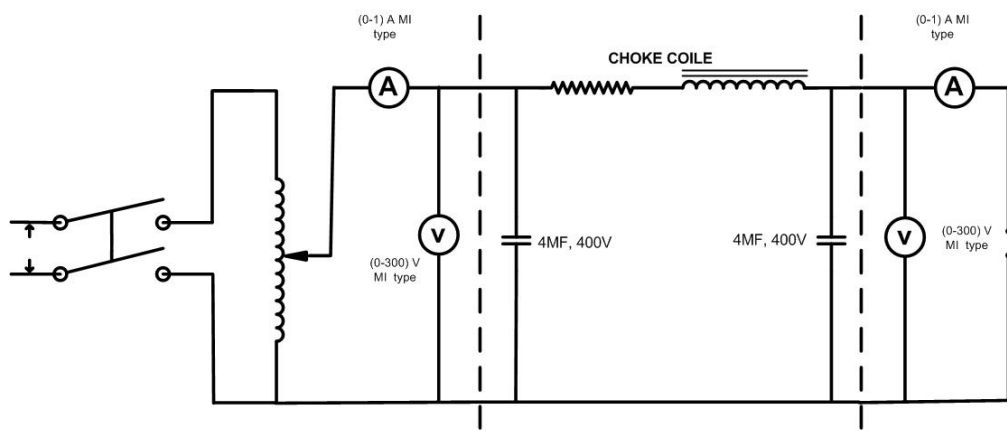 (0-1) A MI
type
A
CHOKE COILE
(0-1) A MI
type
A
V
(0-300) V
MI type
4MF, 400V
4MF, 400V
V
(0-300) V
MI type